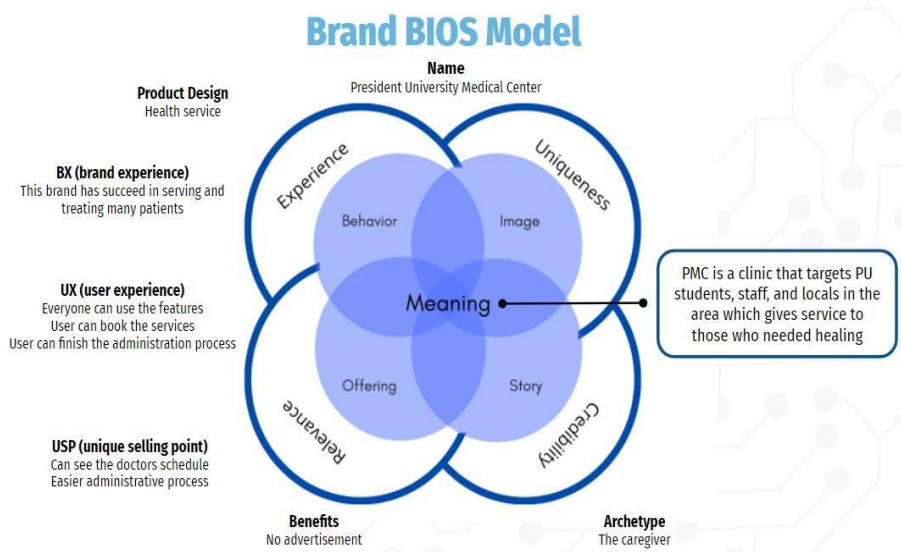 Brand BIOS Model
Name
President University Medical Center
Product Design
Health service
BX (brand experience)
This brand has succeed in serving and
treating many patients
UX (user experience)
Everyone can use the features
User can book the services
User can finish the administration process
USP (unique selling point)
Can see the doctors schedule
Easier administrative process
Experience
Uniqueness
Behavior
Image
Meaning
Offering
Story
Relevance
Credibility
PMC is a clinic that targets PU
students, staff, and locals in the
area which gives service to
those who needed healing
Benefits
No advertisement
Archetype
The caregiver